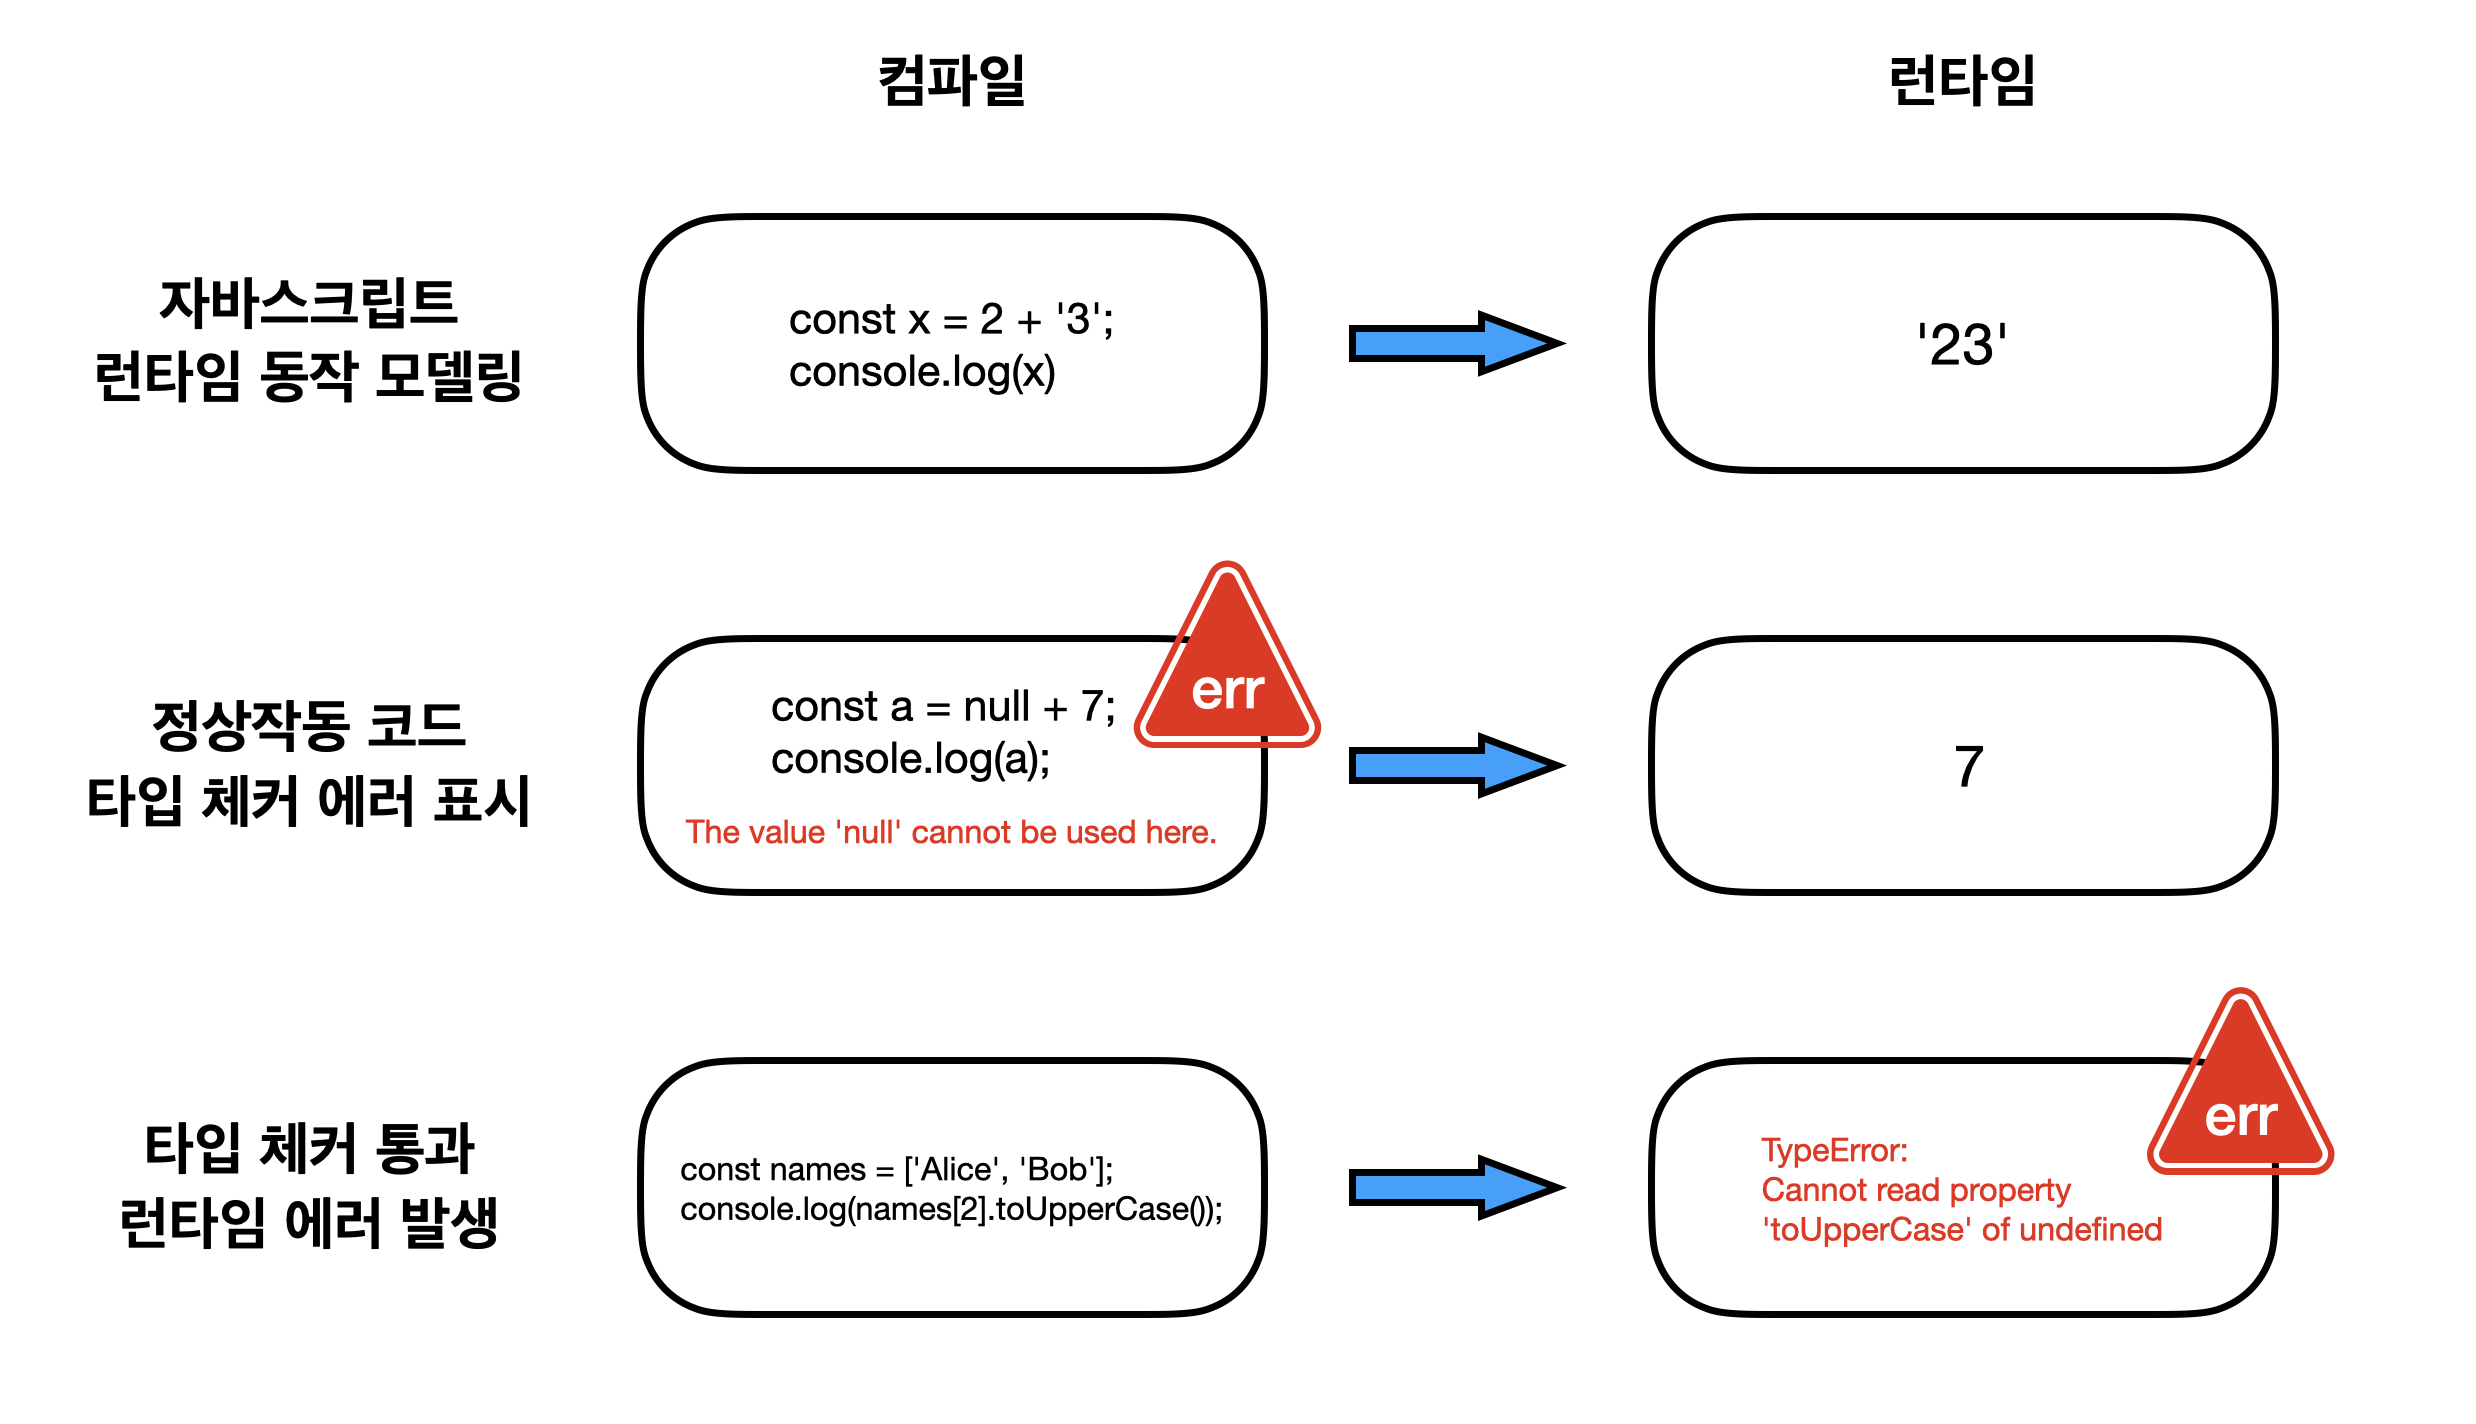 컴파일
런타임
자바스크립트
런타임 동작 모델링
const x = 2 + '3';
console.log(x)
'23'
정상작동 코드
타입 체커 에러 표시
const a = null + 7;
console.log(a);
The value 'null' cannot be used here.
err
7
타입 체커 통과
런타임 에러 발생
const names = ['Alice', 'Bob'];
console.log(names[2].toUpperCase());
TypeError:
Cannot read property
'toUpperCase' of undefined
err